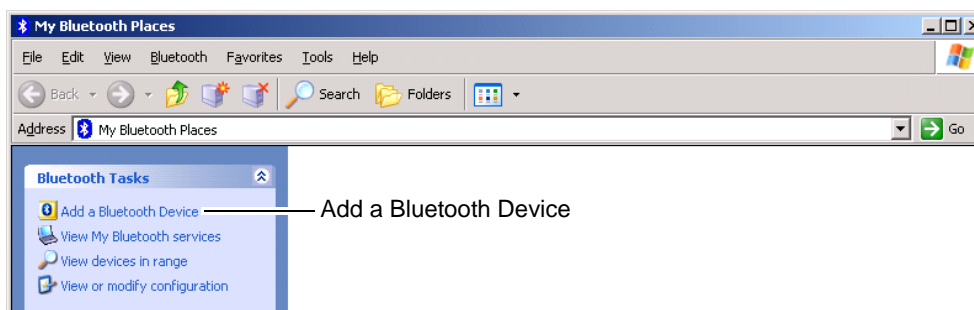 My Bluetooth Places
File Edit View Bluetooth Favorites Tools Help
Back Search Folders
Address My Bluetooth Places Go
Bluetooth Tasks
Add a Bluetooth Device Add a Bluetooth Device
View My Bluetooth services
View devices in range
View or modify configuration